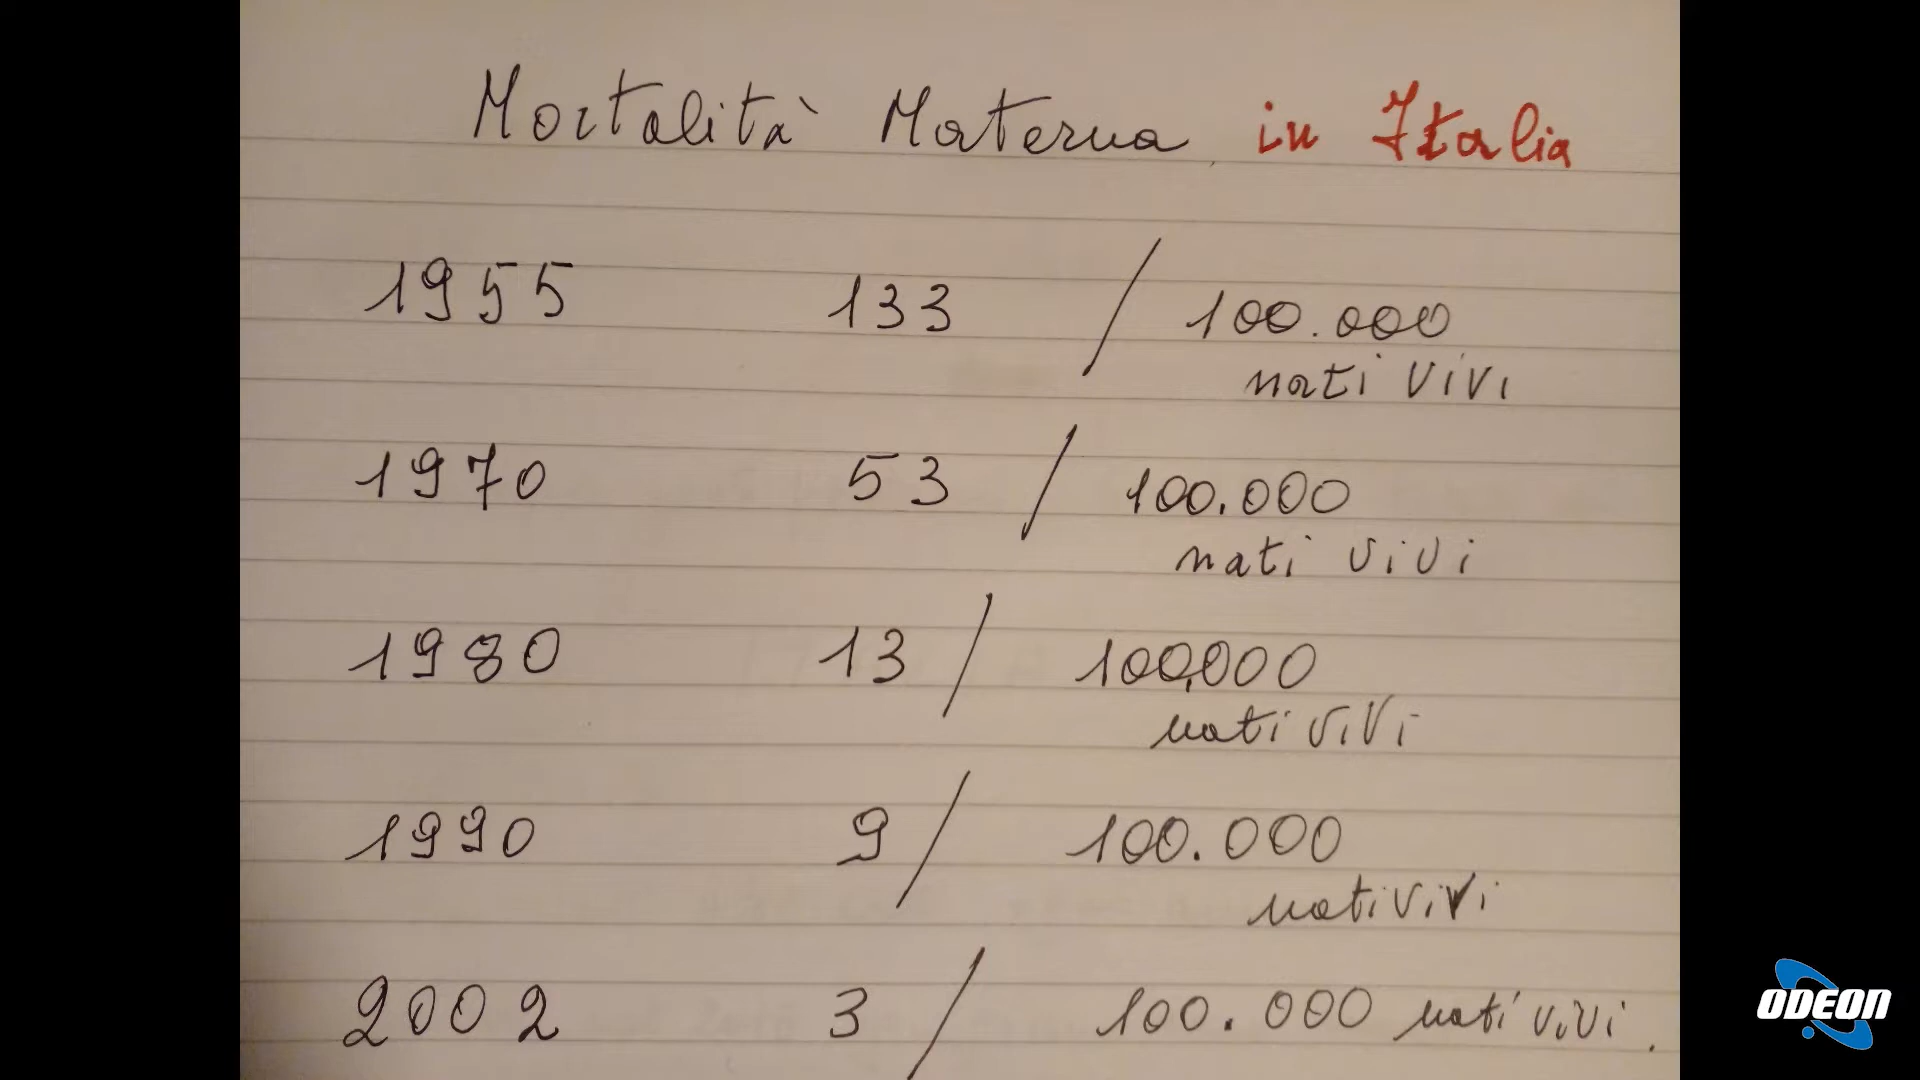 Mortalità Materna in Italia
1955 133 / 100.000
nati vivi
1970 53 / 100.000
nati vivi
1980 13 / 100,000
nati vivi
1990 9 / 100.000
nati vivi
2002 3 / 100.000 nati vivi.
ODEON